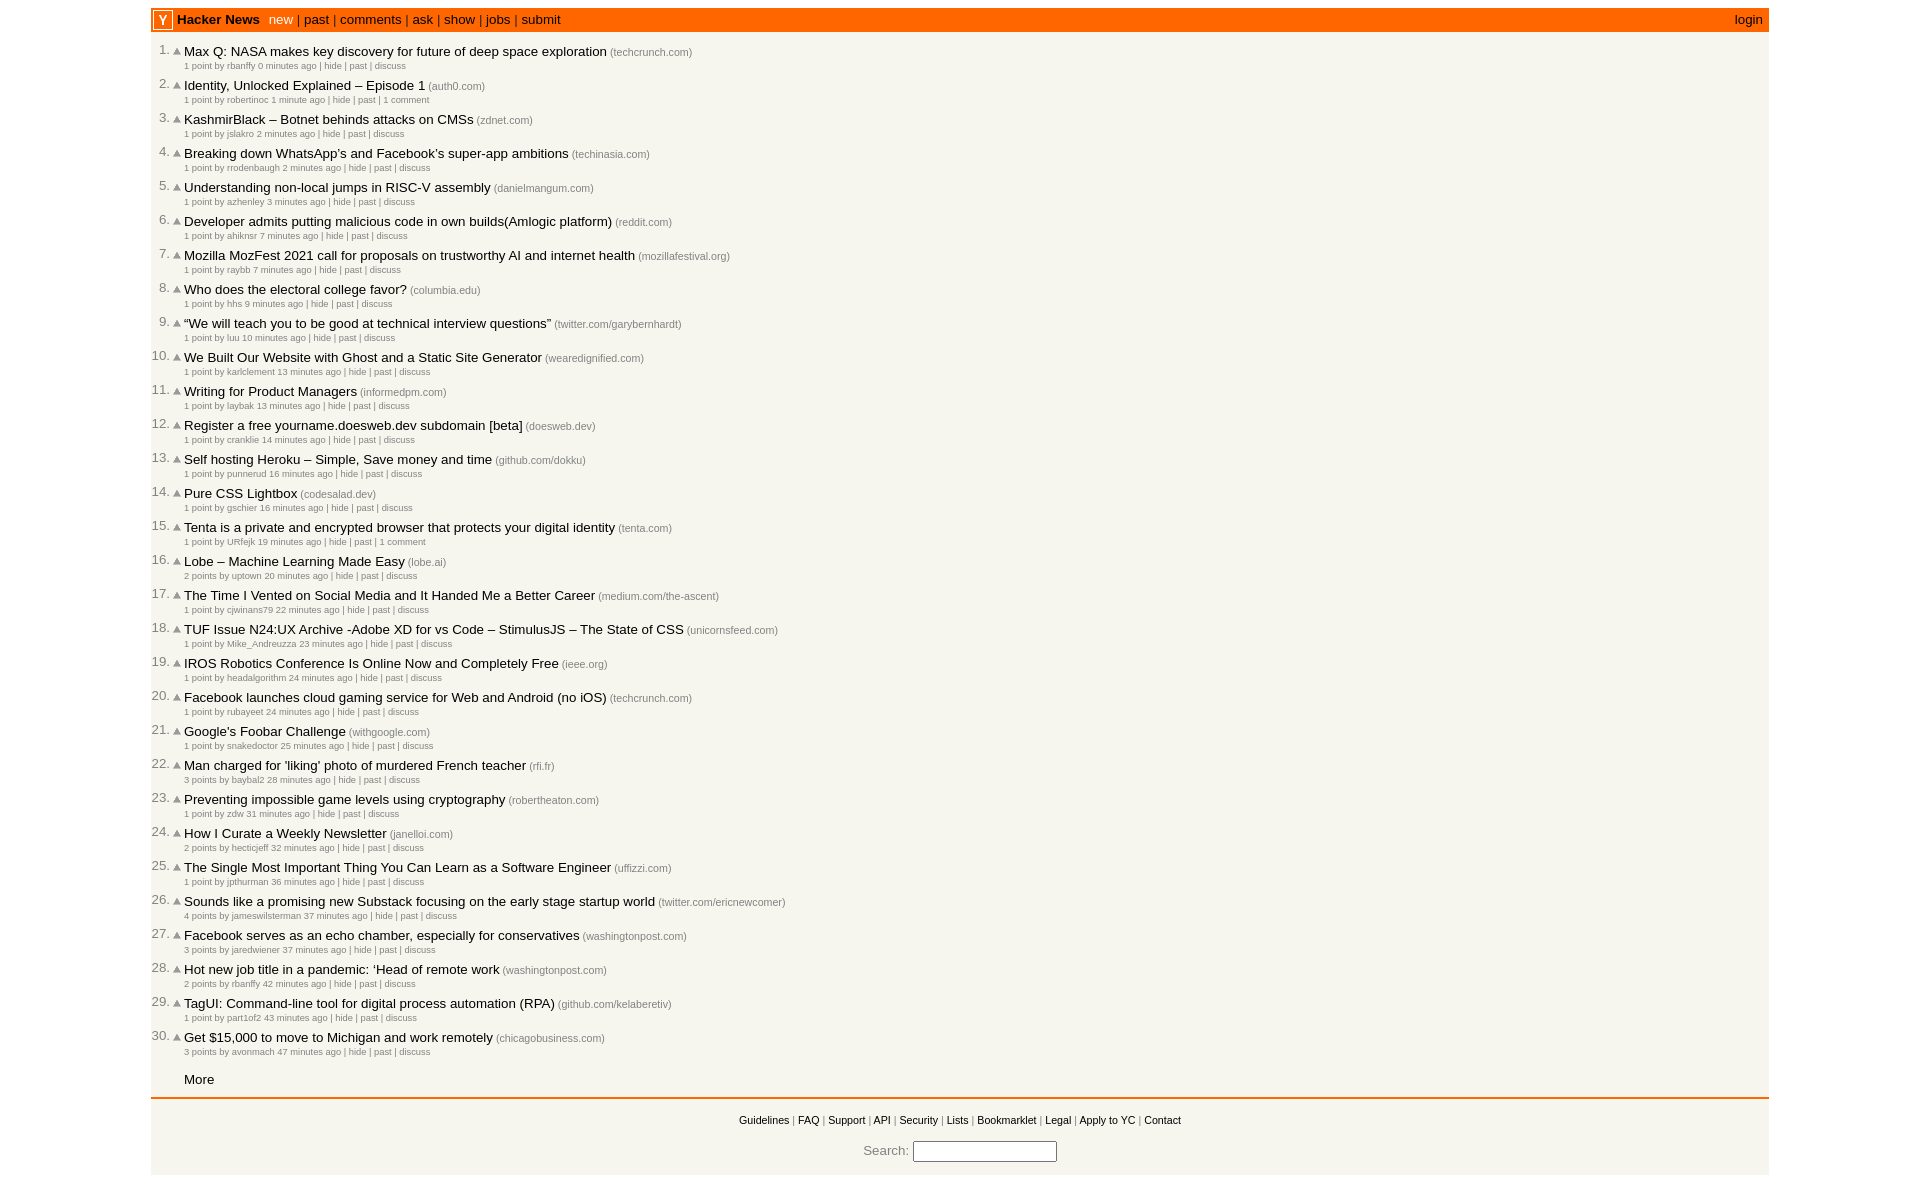 Y Hacker News new | past | comments | ask | show | jobs | submit login
1. Max Q: NASA makes key discovery for future of deep space exploration (techcrunch.com)
1 point by rbanffy 0 minutes ago | hide | past | discuss
2. Identity, Unlocked Explained – Episode 1 (auth0.com)
1 point by robertinoc 1 minute ago | hide | past | 1 comment
3. KashmirBlack – Botnet behinds attacks on CMSs (zdnet.com)
1 point by jslakro 2 minutes ago | hide | past | discuss
4. Breaking down WhatsApp’s and Facebook’s super-app ambitions (techinasia.com)
1 point by rrodenbaugh 2 minutes ago | hide | past | discuss
5. Understanding non-local jumps in RISC-V assembly (danielmangum.com)
1 point by azhenley 3 minutes ago | hide | past | discuss
6. Developer admits putting malicious code in own builds(Amlogic platform) (reddit.com)
1 point by ahiknsr 7 minutes ago | hide | past | discuss
7. Mozilla MozFest 2021 call for proposals on trustworthy AI and internet health (mozillafestival.org)
1 point by raybb 7 minutes ago | hide | past | discuss
8. Who does the electoral college favor? (columbia.edu)
1 point by hhs 9 minutes ago | hide | past | discuss
9. “We will teach you to be good at technical interview questions” (twitter.com/garybernhardt)
1 point by luu 10 minutes ago | hide | past | discuss
10. We Built Our Website with Ghost and a Static Site Generator (wearedignified.com)
1 point by karlclement 13 minutes ago | hide | past | discuss
11. Writing for Product Managers (informedpm.com)
1 point by laybak 13 minutes ago | hide | past | discuss
12. Register a free yourname.doesweb.dev subdomain [beta] (doesweb.dev)
1 point by cranklie 14 minutes ago | hide | past | discuss
13. Self hosting Heroku – Simple, Save money and time (github.com/dokku)
1 point by punnerud 16 minutes ago | hide | past | discuss
14. Pure CSS Lightbox (codesalad.dev)
1 point by gschier 16 minutes ago | hide | past | discuss
15. Tenta is a private and encrypted browser that protects your digital identity (tenta.com)
1 point by URfejk 19 minutes ago | hide | past | 1 comment
16. Lobe – Machine Learning Made Easy (lobe.ai)
2 points by uptown 20 minutes ago | hide | past | discuss
17. The Time I Vented on Social Media and It Handed Me a Better Career (medium.com/the-ascent)
1 point by cjwinans79 22 minutes ago | hide | past | discuss
18. TUF Issue N24:UX Archive -Adobe XD for vs Code – StimulusJS – The State of CSS (unicornsfeed.com)
1 point by Mike_Andreuzza 23 minutes ago | hide | past | discuss
19. IROS Robotics Conference Is Online Now and Completely Free (ieee.org)
1 point by headalgorithm 24 minutes ago | hide | past | discuss
20. Facebook launches cloud gaming service for Web and Android (no iOS) (techcrunch.com)
1 point by rubayeet 24 minutes ago | hide | past | discuss
21. Google's Foobar Challenge (withgoogle.com)
1 point by snakedoctor 25 minutes ago | hide | past | discuss
22. Man charged for 'liking' photo of murdered French teacher (rfi.fr)
3 points by baybal2 28 minutes ago | hide | past | discuss
23. Preventing impossible game levels using cryptography (robertheaton.com)
1 point by zdw 31 minutes ago | hide | past | discuss
24. How I Curate a Weekly Newsletter (janelloi.com)
2 points by hecticjeff 32 minutes ago | hide | past | discuss
25. The Single Most Important Thing You Can Learn as a Software Engineer (uffizzi.com)
1 point by jpthurman 36 minutes ago | hide | past | discuss
26. Sounds like a promising new Substack focusing on the early stage startup world (twitter.com/ericnewcomer)
4 points by jameswilsterman 37 minutes ago | hide | past | discuss
27. Facebook serves as an echo chamber, especially for conservatives (washingtonpost.com)
3 points by jaredwiener 37 minutes ago | hide | past | discuss
28. Hot new job title in a pandemic: ‘Head of remote work (washingtonpost.com)
2 points by rbanffy 42 minutes ago | hide | past | discuss
29. TagUI: Command-line tool for digital process automation (RPA) (github.com/kelaberetiv)
1 point by part1of2 43 minutes ago | hide | past | discuss
30. Get $15,000 to move to Michigan and work remotely (chicagobusiness.com)
3 points by avonmach 47 minutes ago | hide | past | discuss
More
Guidelines | FAQ | Support | API | Security | Lists | Bookmarklet | Legal | Apply to YC | Contact
Search: